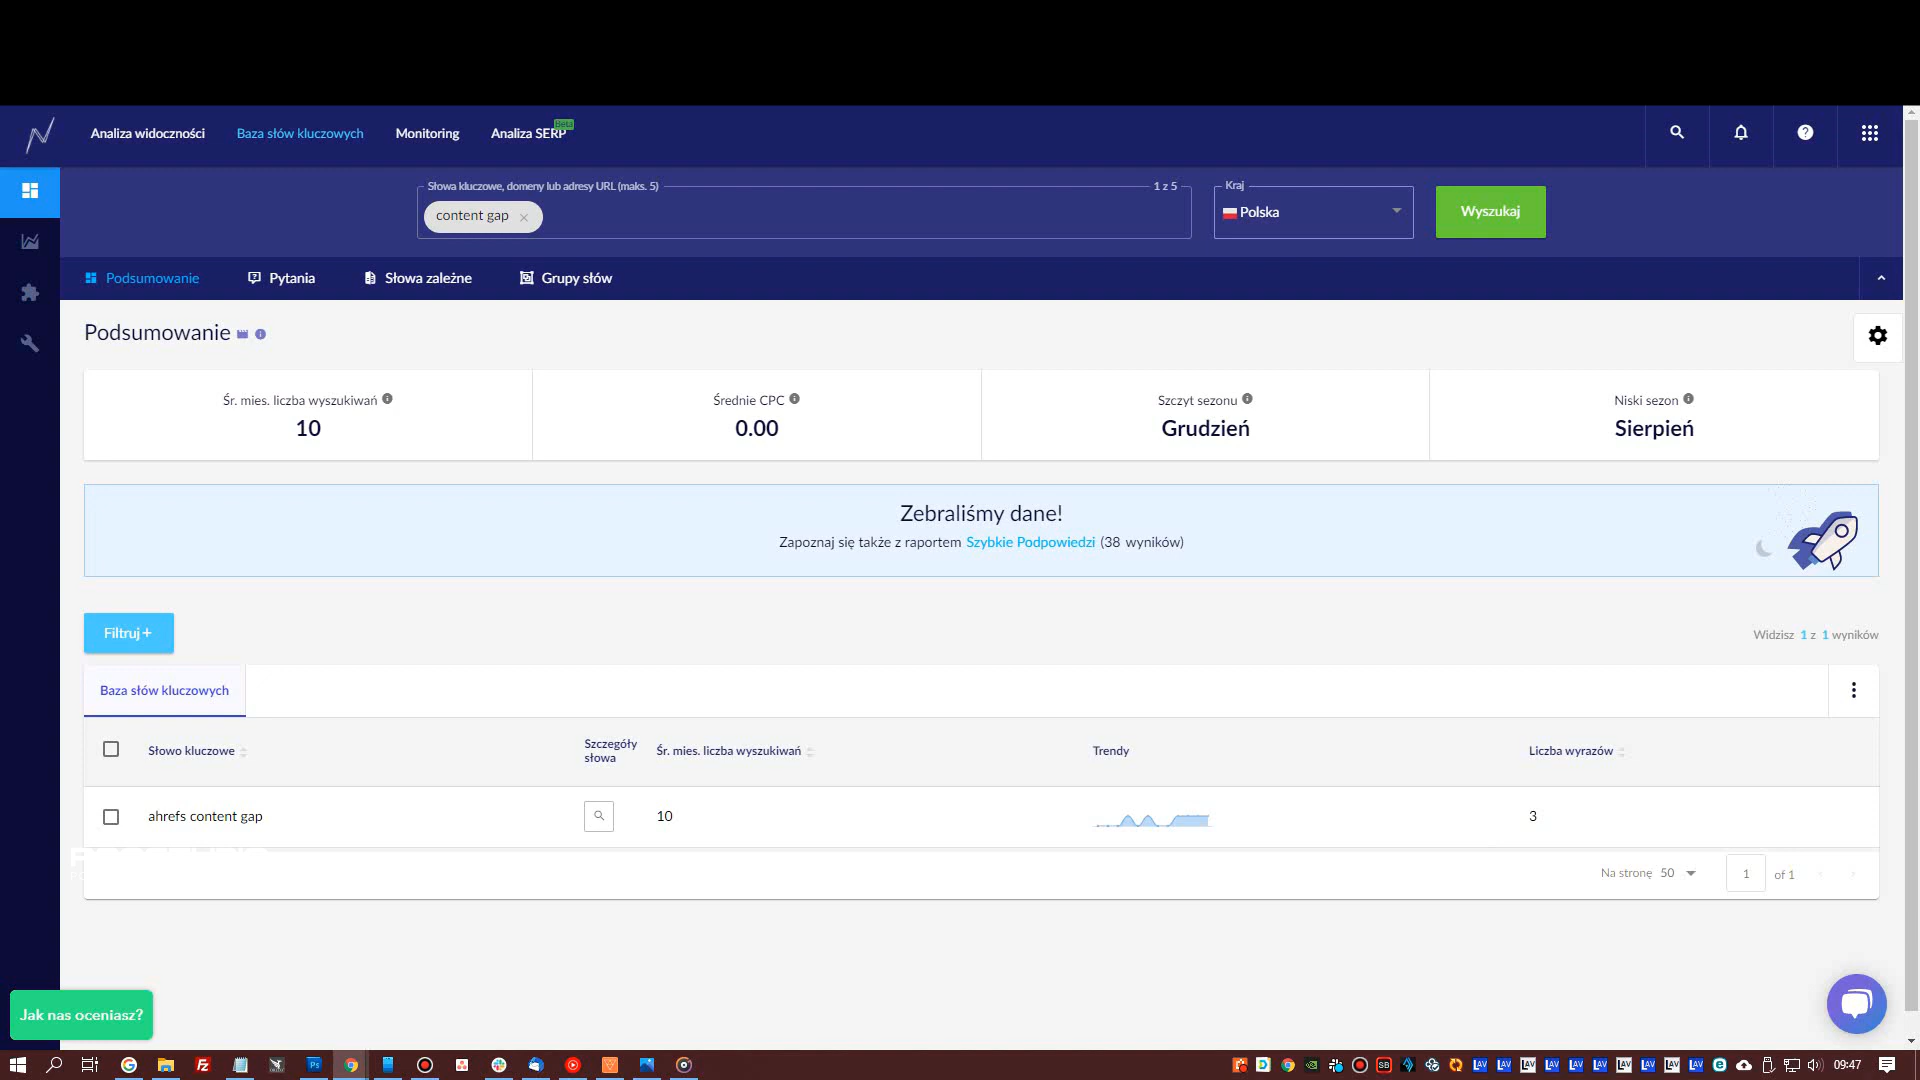 Analiza widoczności
Baza słów kluczowych
Monitoring
Analiza SERP
Beta
Słowa kluczowe, domeny lub adresy URL (maks. 5)
1 z 5
content gap
Kraj
Polska
Wyszukaj
Podsumowanie
Pytania
Słowa zależne
Grupy słów
Podsumowanie
Śr. mies. liczba wyszukiwań
10
Średnie CPC
0.00
Szczyt sezonu
Grudzień
Niski sezon
Sierpień
Zebraliśmy dane!
Zapoznaj się także z raportem Szybkie Podpowiedzi (38 wyników)
Filtruj+
Widzisz 1 z 1 wyników
Baza słów kluczowych
Słowo kluczowe
Szczegóły
słowa
Śr. mies. liczba wyszukiwań
Trendy
Liczba wyrazów
ahrefs content gap
10
3
Na stronę 50
1
of 1
Jak nas oceniasz?
09:47